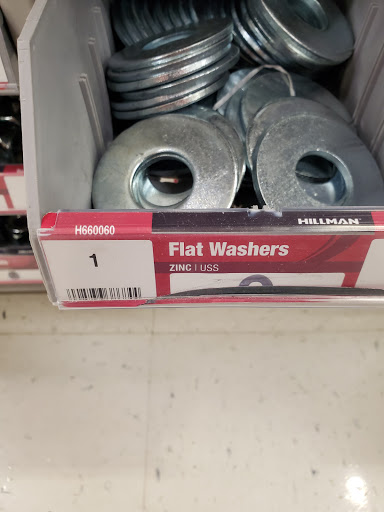 HILLMAN
H660060
Flat Washers
1
ZINC | USS